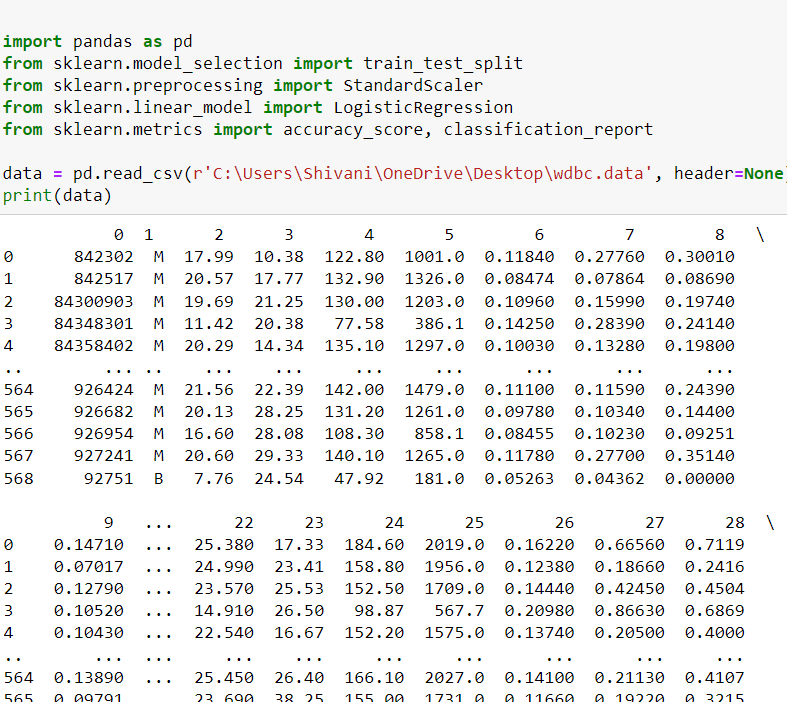 import pandas as pd
from sklearn.model_selection import train_test_split
from sklearn.preprocessing import StandardScaler
from sklearn.linear_model import LogisticRegression
from sklearn.metrics import accuracy_score, classification_report
data = pd.read_csv(r'C:\Users\Shivani\OneDrive\Desktop\wdbc.data', header=None)
print(data)
0 1 2 3 4 5 6 7 8 \
0 842302 M 17.99 10.38 122.80 1001.0 0.11840 0.27760 0.30010
1 842517 M 20.57 17.77 132.90 1326.0 0.08474 0.07864 0.08690
2 84300903 M 19.69 21.25 130.00 1203.0 0.10960 0.15990 0.19740
3 84348301 M 11.42 20.38 77.58 386.1 0.14250 0.28390 0.24140
4 84358402 M 20.29 14.34 135.10 1297.0 0.10030 0.13280 0.19800
.. ... .. ... ... ... ... ... ... ...
564 926424 M 21.56 22.39 142.00 1479.0 0.11100 0.11590 0.24390
565 926682 M 20.13 28.25 131.20 1261.0 0.09780 0.10340 0.14400
566 926954 M 16.60 28.08 108.30 858.1 0.08455 0.10230 0.09251
567 927241 M 20.60 29.33 140.10 1265.0 0.11780 0.27700 0.35140
568 92751 B 7.76 24.54 47.92 181.0 0.05263 0.04362 0.00000
9 ... 22 23 24 25 26 27 28 \
0 0.14710 ... 25.380 17.33 184.60 2019.0 0.16220 0.66560 0.7119
1 0.07017 ... 24.990 23.41 158.80 1956.0 0.12380 0.18660 0.2416
2 0.12790 ... 23.570 25.53 152.50 1709.0 0.14440 0.42450 0.4504
3 0.10520 ... 14.910 26.50 98.87 567.7 0.20980 0.86630 0.6869
4 0.10430 ... 22.540 16.67 152.20 1575.0 0.13740 0.20500 0.4000
.. ... ... ... ... ... ... ... ... ...
564 0.13890 ... 25.450 26.40 166.10 2027.0 0.14100 0.21130 0.4107
565 0.09791 ... 23.690 38.25 155.00 1731.0 0.11660 0.19220 0.3215